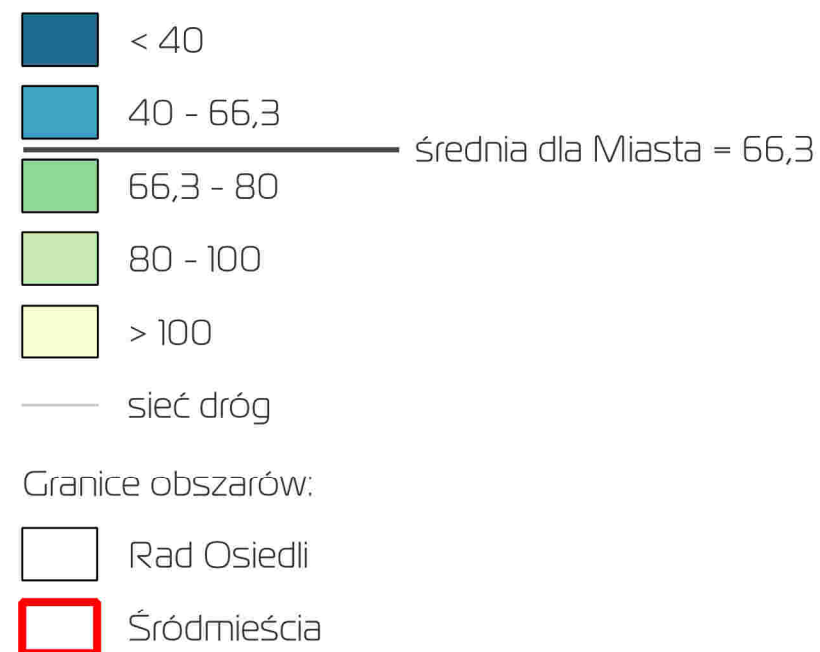 < 40
40 - 66,3
średnia dla Miasta = 66,3
66,3 - 80
80 - 100
> 100
sieć dróg
Granice obszarów:
Rad Osiedli
Śródmieścia